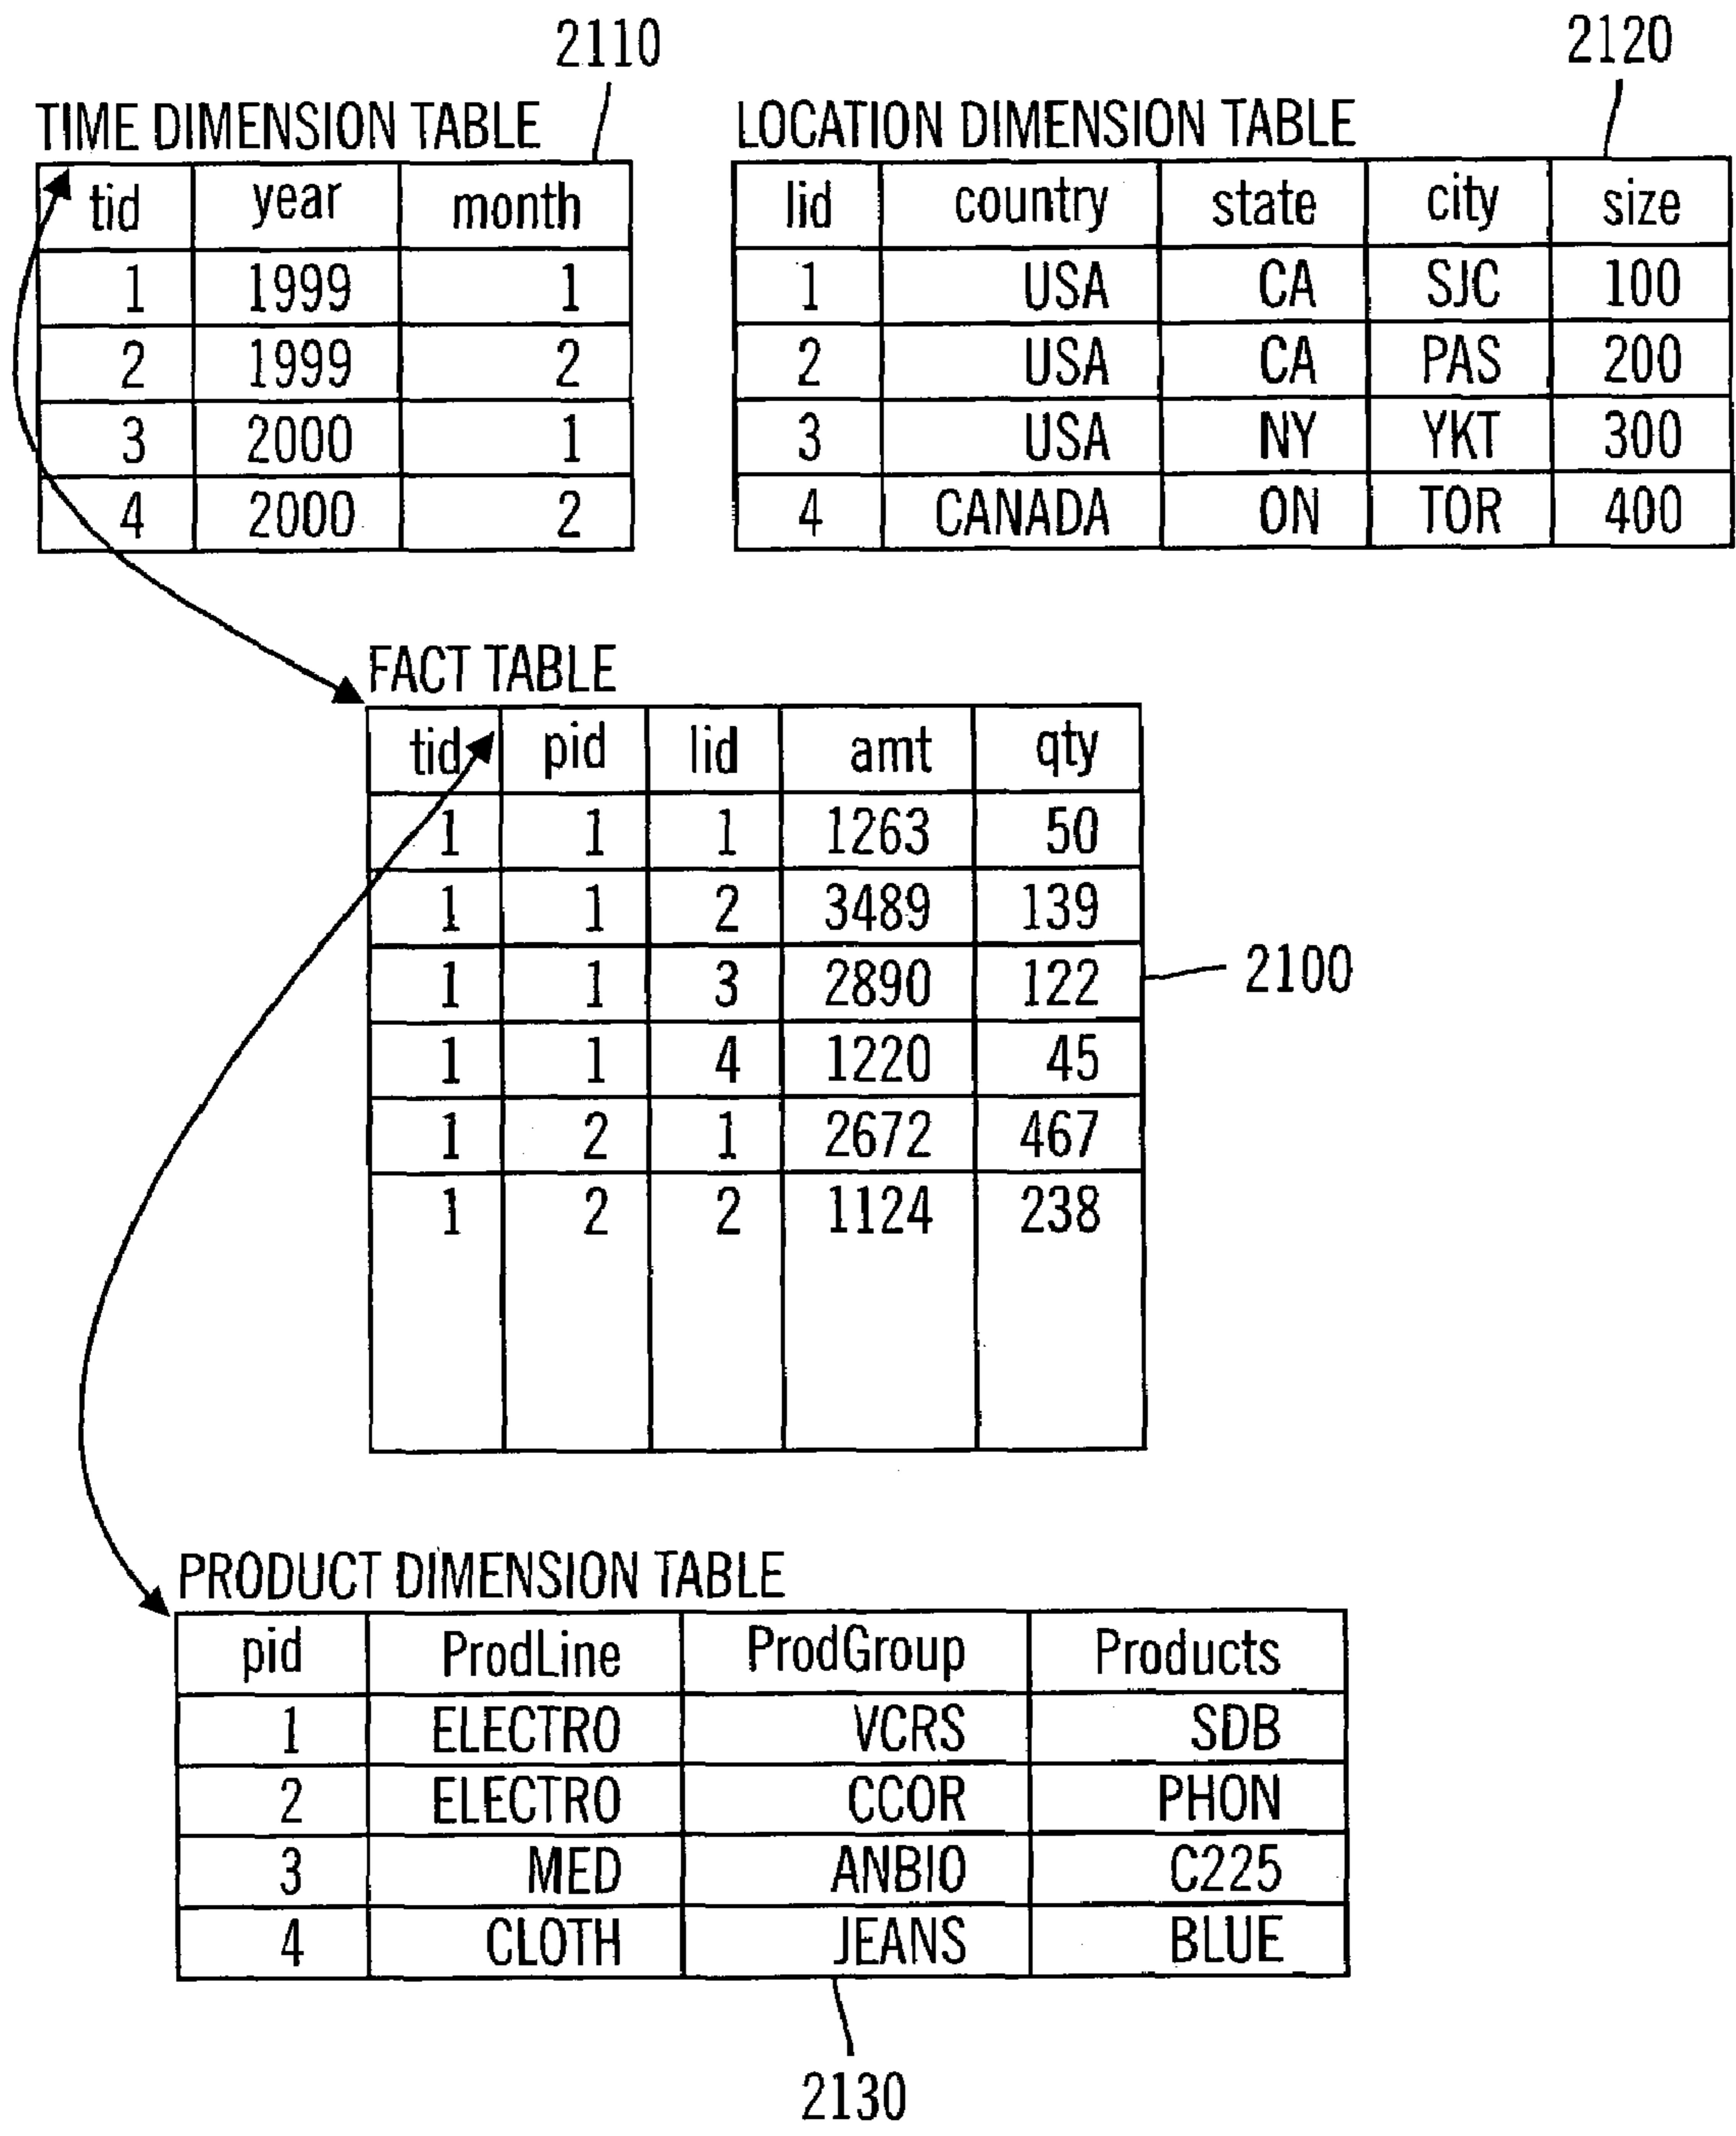 2110
2120
TIME DIMENSION TABLE
tid year month
1 1999 1
2 1999 2
3 2000 1
4 2000 2
LOCATION DIMENSION TABLE
lid country state city size
1 USA CA SJC 100
2 USA CA PAS 200
3 USA NY YKT 300
4 CANADA ON TOR 400
FACT TABLE
tid pid lid amt qty
1 1 1 1263 50
1 1 2 3489 139
1 1 3 2890 122
1 1 4 1220 45
1 2 1 2672 467
1 2 2 1124 238
2100
PRODUCT DIMENSION TABLE
pid ProdLine ProdGroup Products
1 ELECTRO VCRS SDB
2 ELECTRO CCOR PHON
3 MED ANBIO C225
4 CLOTH JEANS BLUE
2130